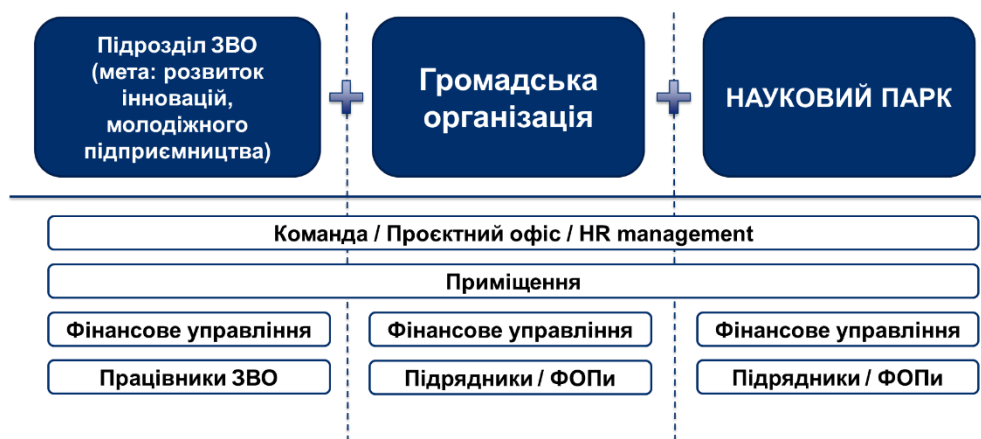 Підрозділ ЗВО
(мета: розвиток
інновацій,
молодіжного
підприємництва)
Громадська
організація
НАУКОВИЙ ПАРК
Команда / Проєктний офіс / HR management
Приміщення
Фінансове управління
Фінансове управління
Фінансове управління
Працівники ЗВО
Підрядники / ФОПи
Підрядники / ФОПи